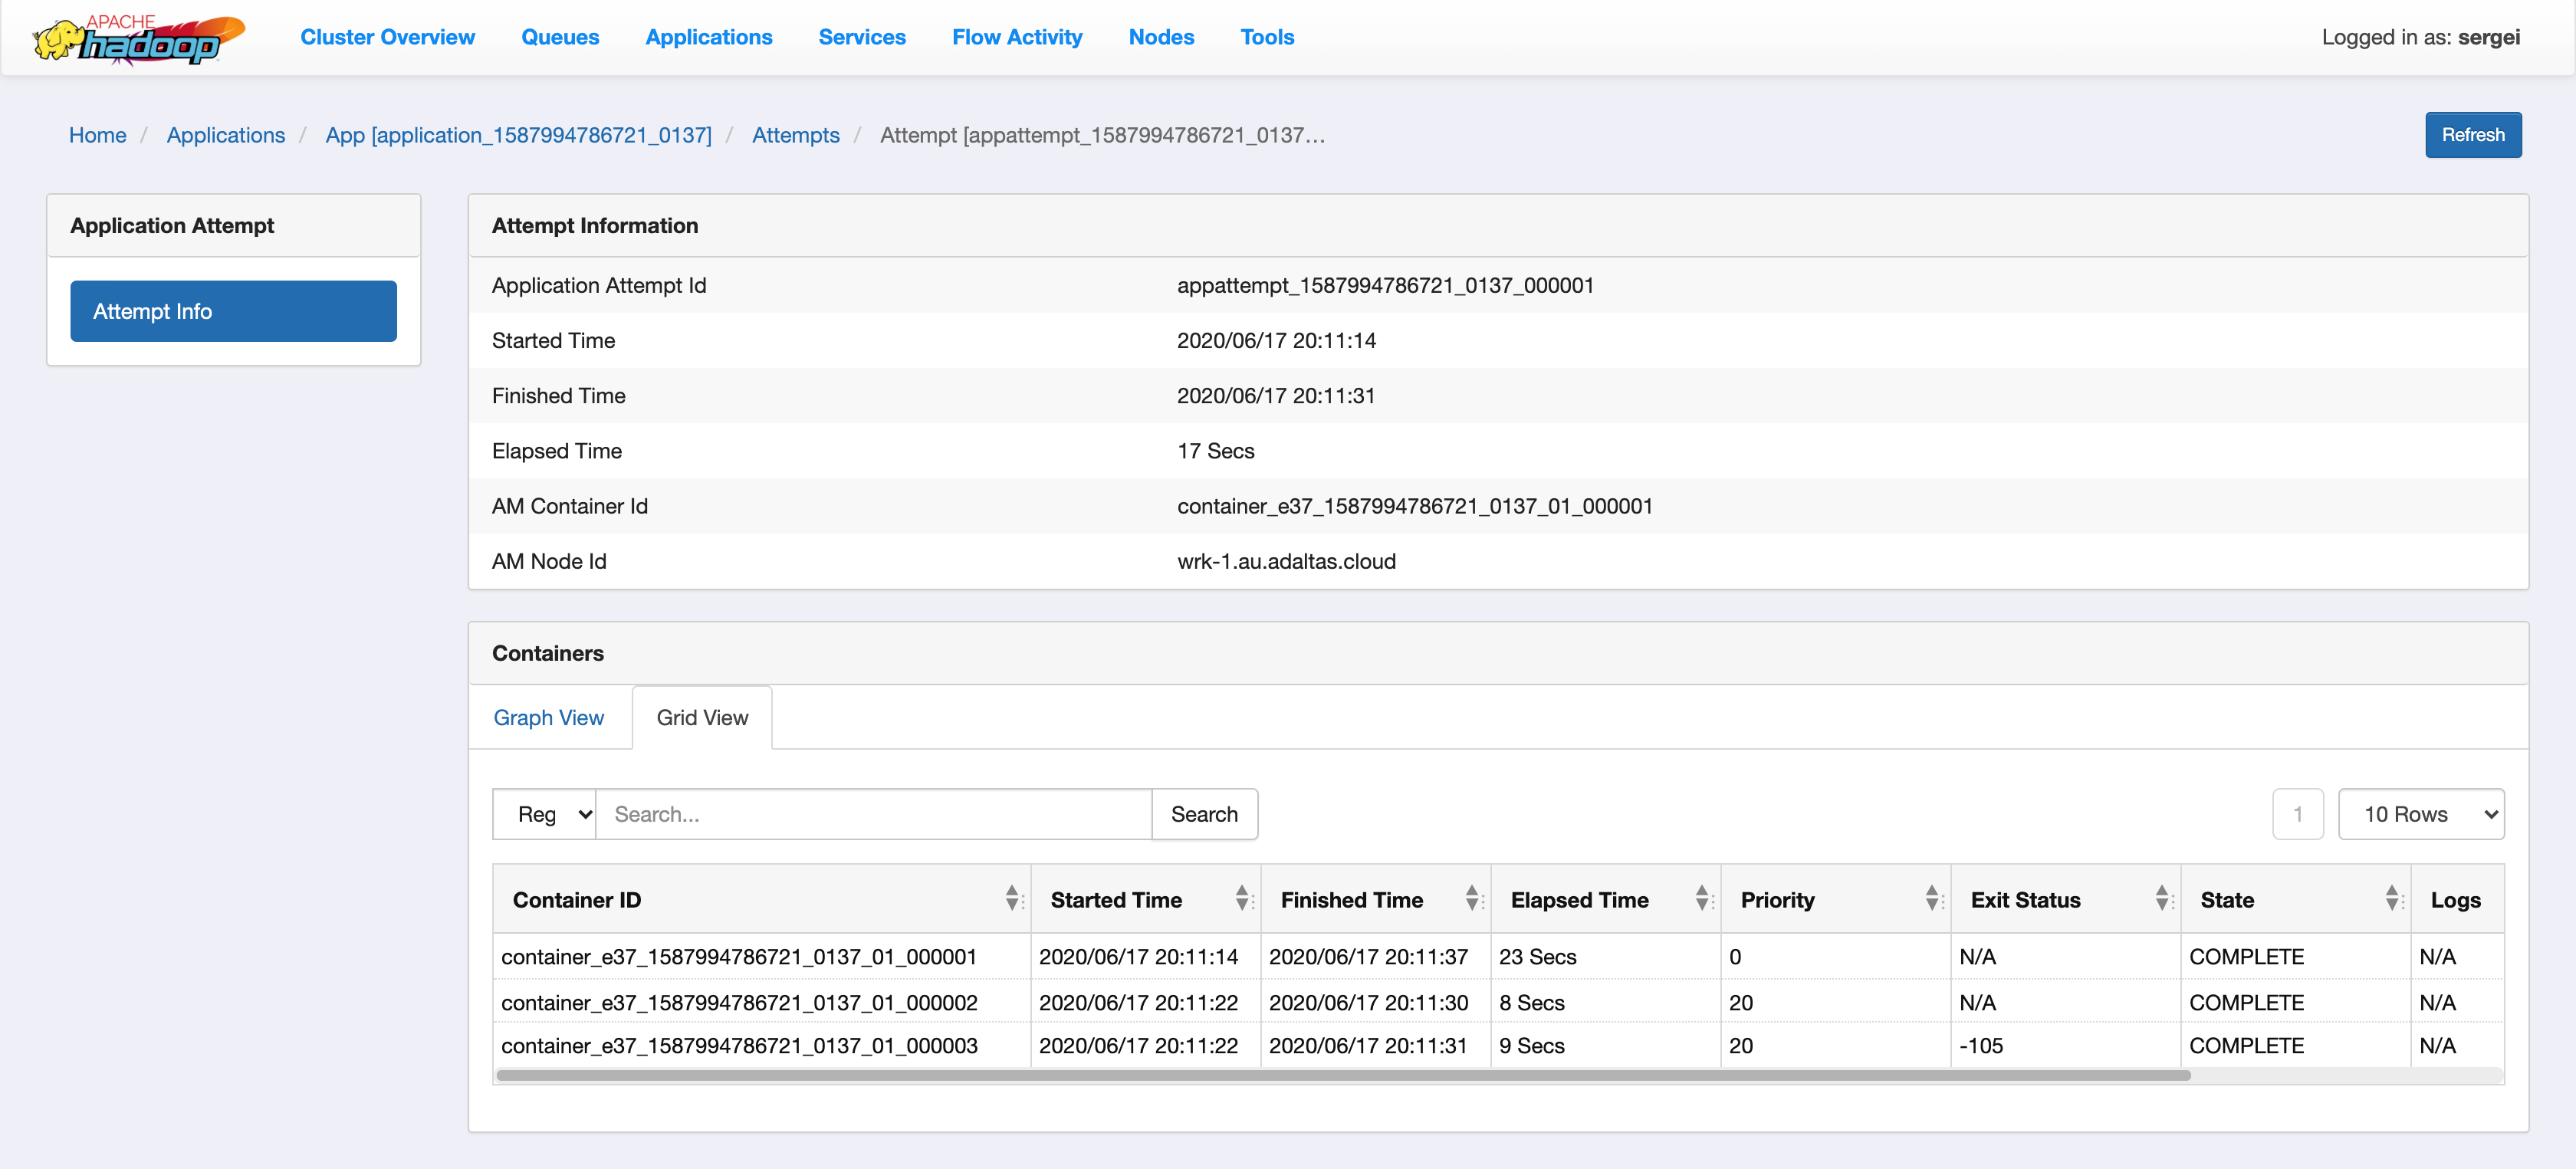 APACHE
hadoop
Cluster Overview Queues Applications Services Flow Activity Nodes Tools Logged in as: sergei
Home / Applications / App [application_1587994786721_0137] / Attempts / Attempt [appattempt_1587994786721_0137... Refresh
Application Attempt
Attempt Info
Attempt Information
Application Attempt Id appattempt_1587994786721_0137_000001
Started Time 2020/06/17 20:11:14
Finished Time 2020/06/17 20:11:31
Elapsed Time 17 Secs
AM Container Id container_e37_1587994786721_0137_01_000001
AM Node Id wrk-1.au.adaltas.cloud
Containers
Graph View Grid View
Reg Search... Search 1 10 Rows
Container ID Started Time Finished Time Elapsed Time Priority Exit Status State Logs
container_e37_1587994786721_0137_01_000001 2020/06/17 20:11:14 2020/06/17 20:11:37 23 Secs 0 N/A COMPLETE N/A
container_e37_1587994786721_0137_01_000002 2020/06/17 20:11:22 2020/06/17 20:11:30 8 Secs 20 N/A COMPLETE N/A
container_e37_1587994786721_0137_01_000003 2020/06/17 20:11:22 2020/06/17 20:11:31 9 Secs 20 -105 COMPLETE N/A